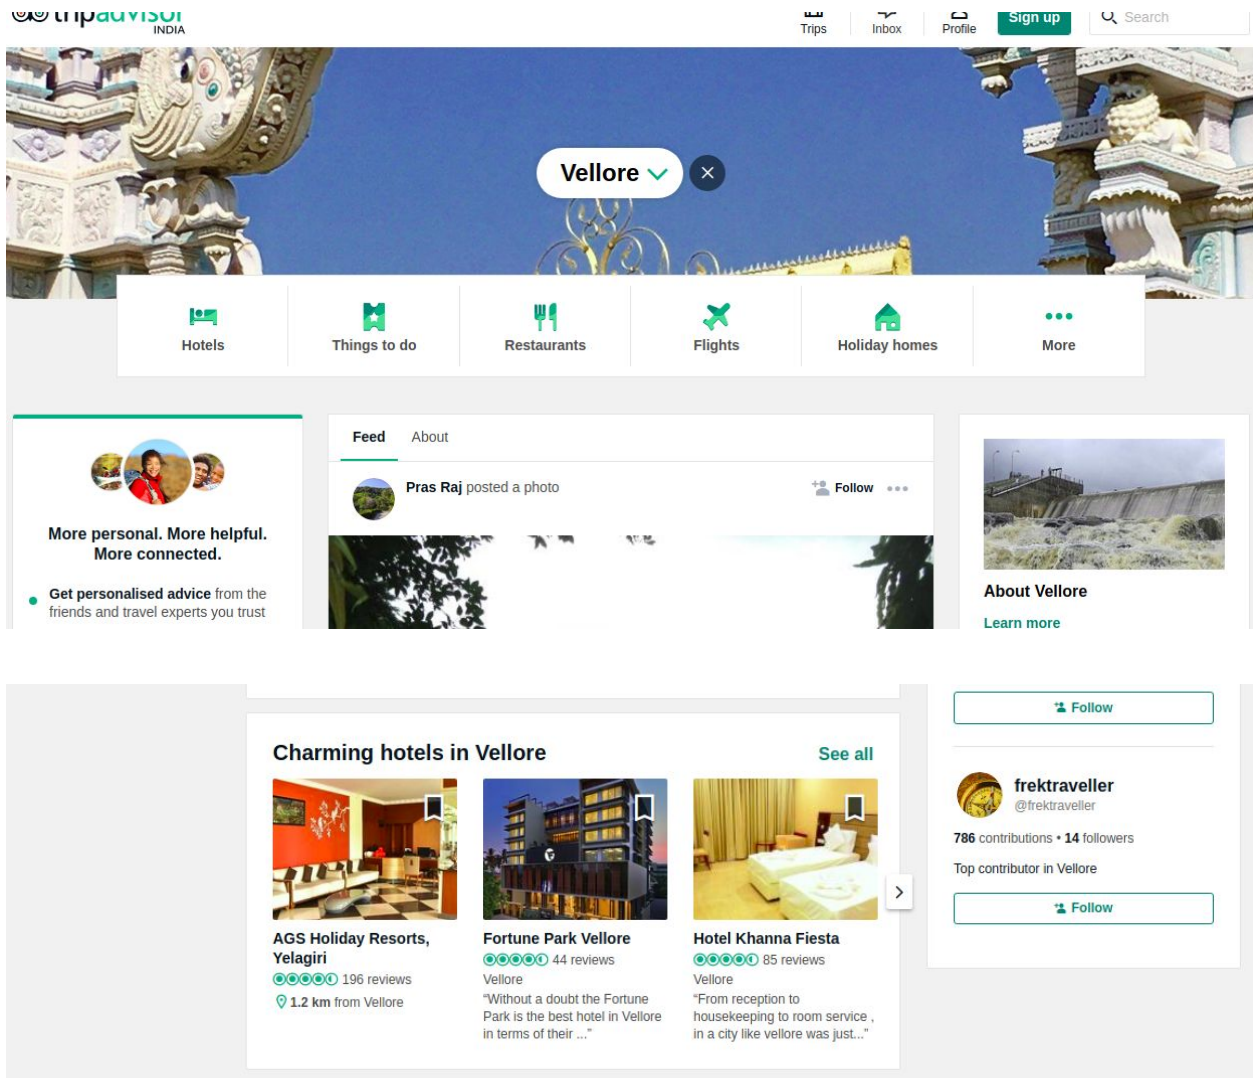 tripadvisor
INDIA
Trips
Inbox
Profile
Sign up
Search
Vellore
Hotels
Things to do
Restaurants
Flights
Holiday homes
More
More personal. More helpful.
More connected.
Get personalised advice from the
friends and travel experts you trust
Feed About
Pras Raj posted a photo
Follow
About Vellore
Learn more
Charming hotels in Vellore
See all
AGS Holiday Resorts,
Yelagiri
196 reviews
1.2 km from Vellore
Fortune Park Vellore
44 reviews
Vellore
“Without a doubt the Fortune
Park is the best hotel in Vellore
in terms of their ...”
Hotel Khanna Fiesta
85 reviews
Vellore
“From reception to
housekeeping to room service ,
in a city like vellore was just...”
Follow
frektraveller
@frektraveller
786 contributions • 14 followers
Top contributor in Vellore
Follow